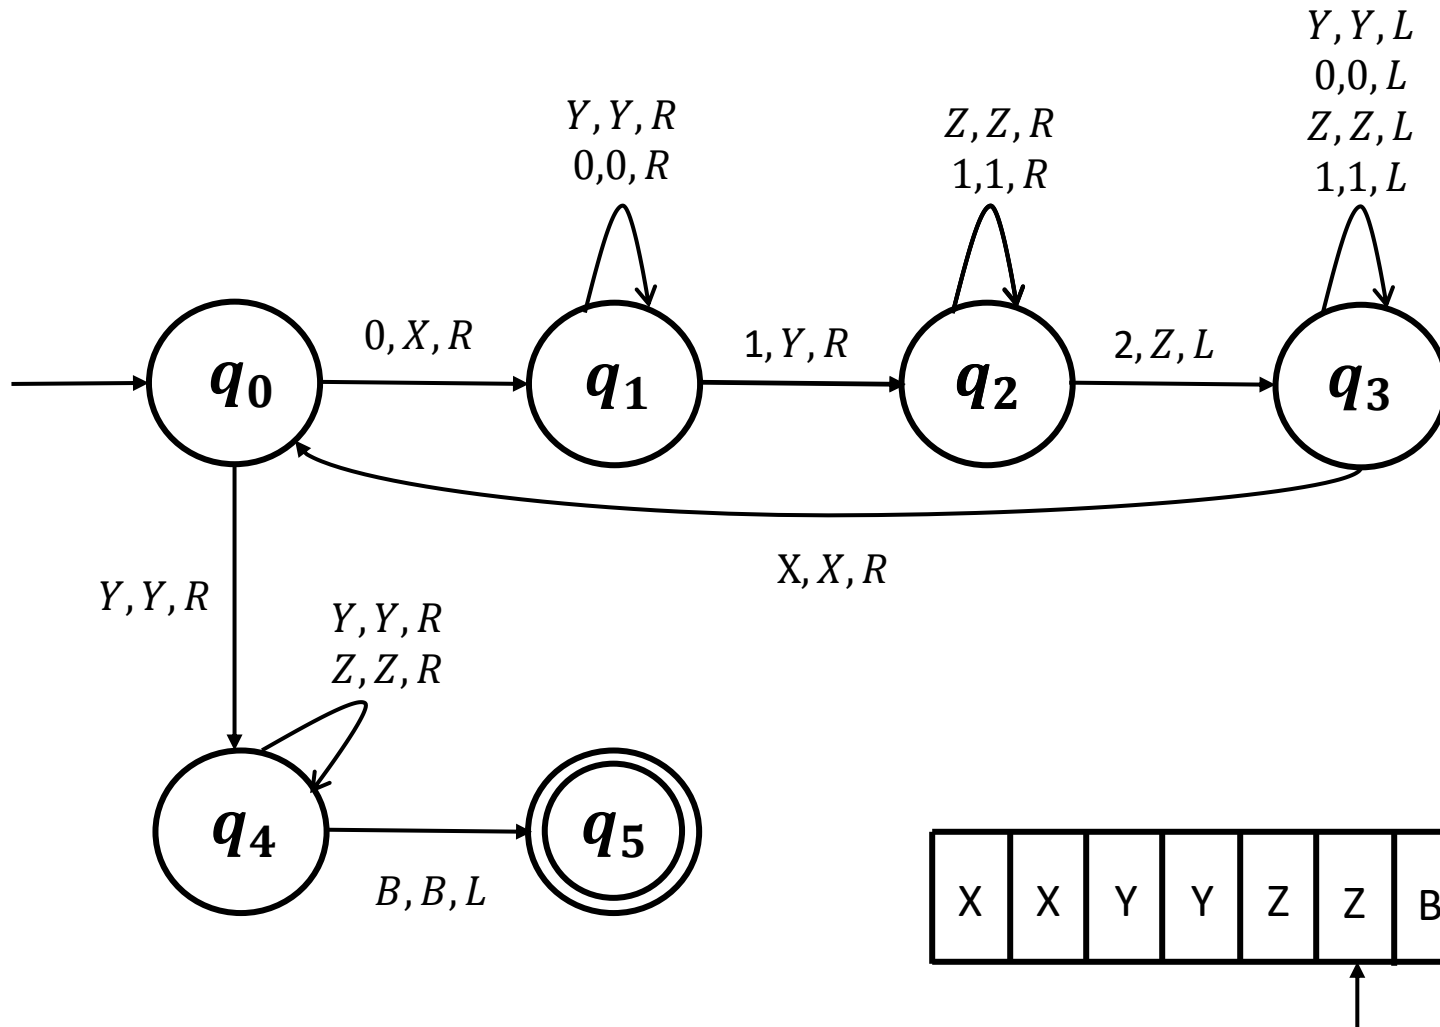 Y, Y, L
0,0, L
Z, Z, L
1,1, L
Y, Y, R
0,0, R
Z, Z, R
1,1, R
0, X, R
1, Y, R
2, Z, L
q0
q1
q2
q3
X, X, R
Y, Y, R
Y, Y, R
Z, Z, R
q4
q5
B, B, L
X X Y Y Z Z B